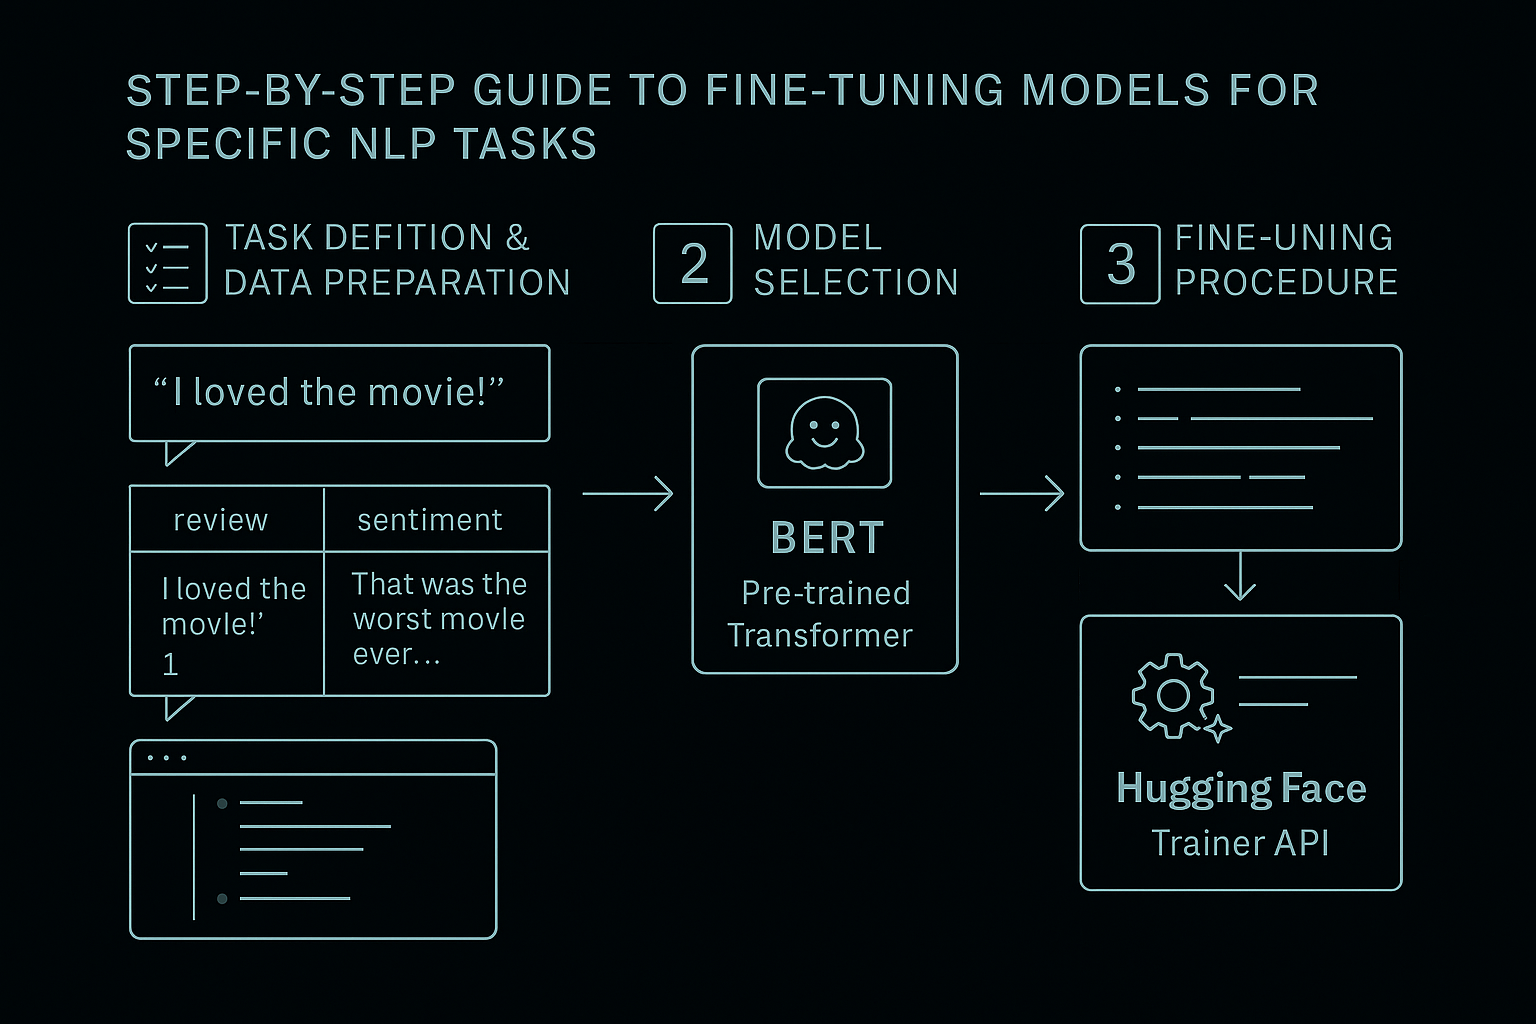 STEP-BY-STEP GUIDE TO FINE-TUNING MODELS FOR
SPECIFIC NLP TASKS
TASK DEFITION &
DATA PREPARATION
“I loved the movie!”
review
sentiment
I loved the
movIe!’
1
That was the
worst movIe
ever...
2
MODEL
SELECTION
BERT
Pre-trained
Transformer
3
FINE-UNING
PROCEDURE
Hugging Face
Trainer API